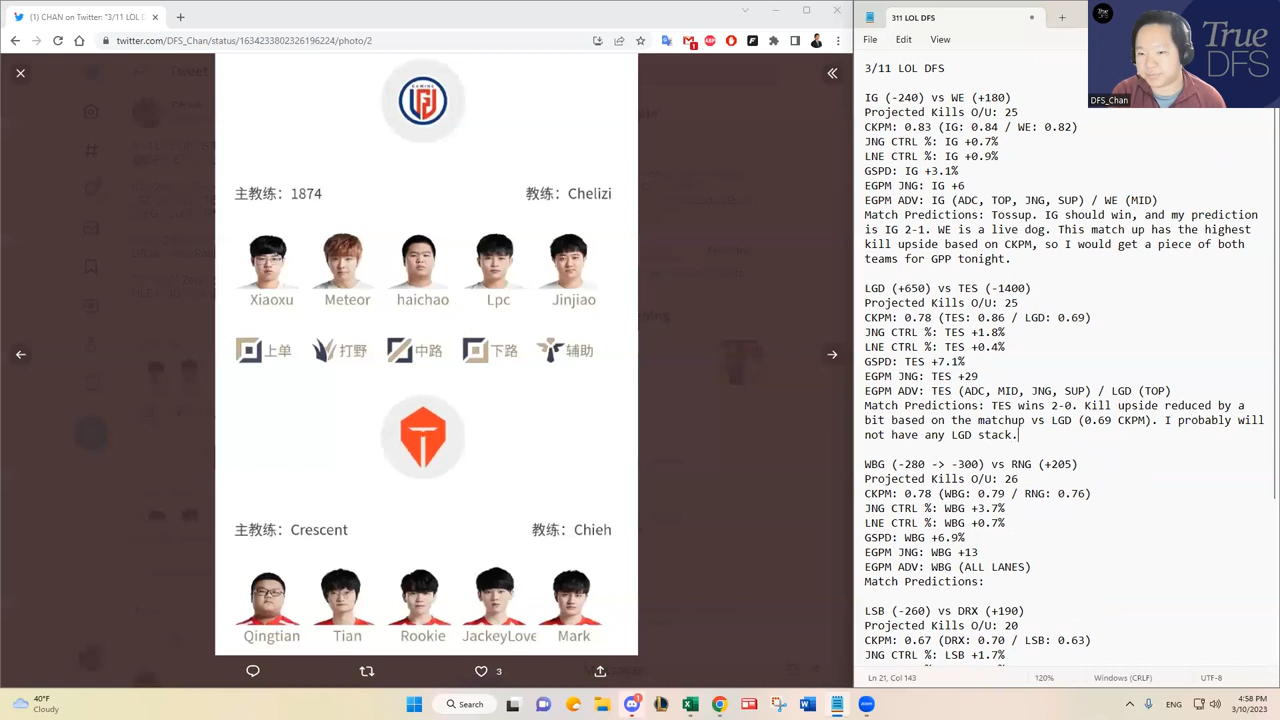 (1) CHAN on Twitter: "3/11 LOL D
twitter.com/DFS_Chan/status/1634233802326196224/photo/2
GAMING
主教练：1874
教练：Chelizi
Xiaoxu
Meteor
haichao
Lpc
Jinjiao
上单
打野
中路
下路
辅助
主教练：Crescent
教练：Chieh
Qingtian
Tian
Rookie
JackeyLove
Mark
3
311 LOL DFS
File
Edit
View
3/11 LOL DFS
IG (-240) vs WE (+180)
Projected Kills O/U: 25
CKPM: 0.83 (IG: 0.84 / WE: 0.82)
JNG CTRL %: IG +0.7%
LNE CTRL %: IG +0.9%
GSPD: IG +3.1%
EGPM JNG: IG +6
EGPM ADV: IG (ADC, TOP, JNG, SUP) / WE (MID)
Match Predictions: Tossup. IG should win, and my prediction
is IG 2-1. WE is a live dog. This match up has the highest
kill upside based on CKPM, so I would get a piece of both
teams for GPP tonight.
LGD (+650) vs TES (-1400)
Projected Kills O/U: 25
CKPM: 0.78 (TES: 0.86 / LGD: 0.69)
JNG CTRL %: TES +1.8%
LNE CTRL %: TES +0.4%
GSPD: TES +7.1%
EGPM JNG: TES +29
EGPM ADV: TES (ADC, MID, JNG, SUP) / LGD (TOP)
Match Predictions: TES wins 2-0. Kill upside reduced by a
bit based on the matchup vs LGD (0.69 CKPM). I probably will
not have any LGD stack.
WBG (-280 -> -300) vs RNG (+205)
Projected Kills O/U: 26
CKPM: 0.78 (WBG: 0.79 / RNG: 0.76)
JNG CTRL %: WBG +3.7%
LNE CTRL %: WBG +0.7%
GSPD: WBG +6.9%
EGPM JNG: WBG +13
EGPM ADV: WBG (ALL LANES)
Match Predictions:
LSB (-260) vs DRX (+190)
Projected Kills O/U: 20
CKPM: 0.67 (DRX: 0.70 / LSB: 0.63)
JNG CTRL %: LSB +1.7%
Ln 21, Col 143
120%
Windows (CRLF)
UTF-8
True
DFS
DFS_Chan
40°F
Cloudy
Search
ENG
4:58 PM
3/10/2023